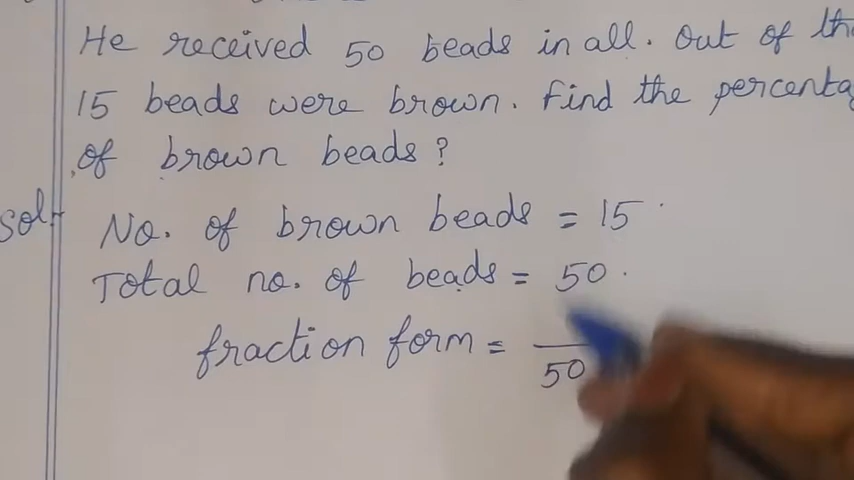 He received 50 beads in all. Out of
15 beads were brown. Find the
of brown beads?
Sol:- No. of brown beads = 15
Total no. of beads = 50
fraction form = /50